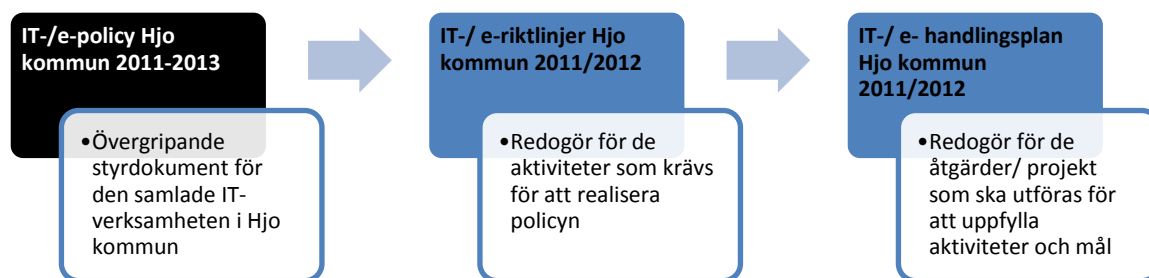 IT-/e-policy Hjo
kommun 2011-2013
•Övergripande
styrdokument för
den samlade IT-
verksamheten i Hjo
kommun
IT-/ e-riktlinjer Hjo
kommun 2011/2012
•Redogör för de
aktiviteter som krävs
för att realisera
policyn
IT-/ e- handlingsplan
Hjo kommun
2011/2012
•Redogör för de
åtgärder/ projekt
som ska utföras för
att uppfylla
aktiviteter och mål